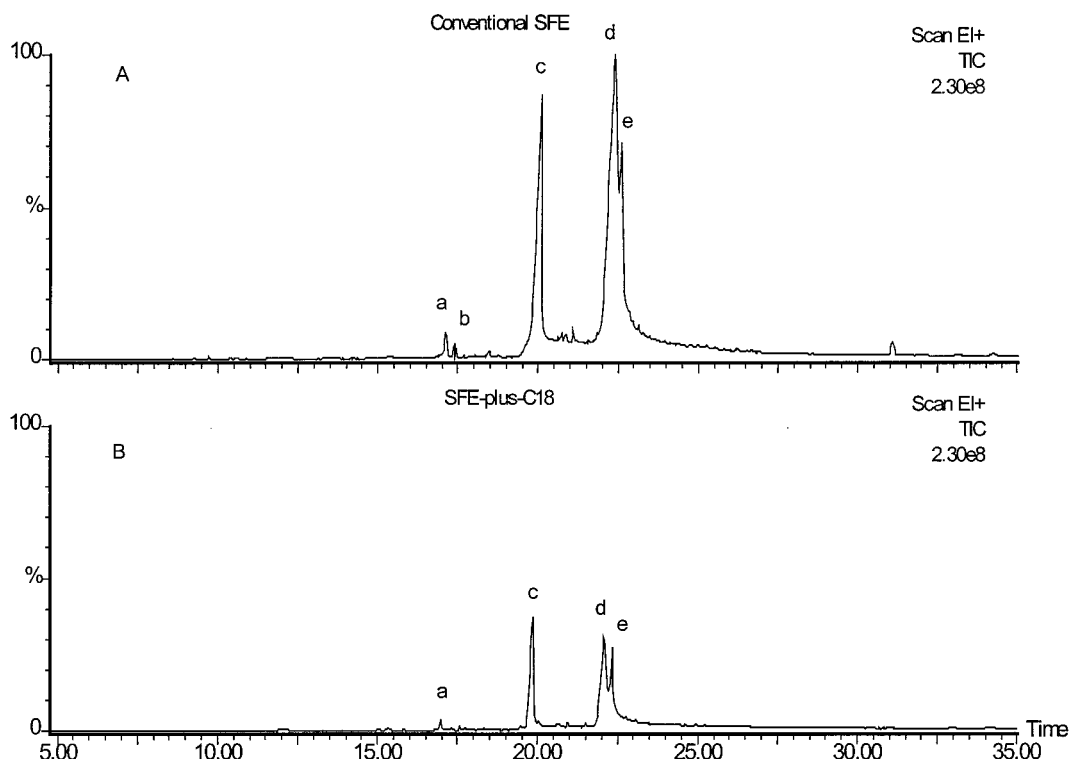 Conventional SFE
Scan EI+
TIC
2.30e8
100
A
%
0
a
b
c
d
e
SFE-plus-C18
Scan EI+
TIC
2.30e8
100
B
%
0
a
c
d
e
Time
5.00 10.00 15.00 20.00 25.00 30.00 35.00